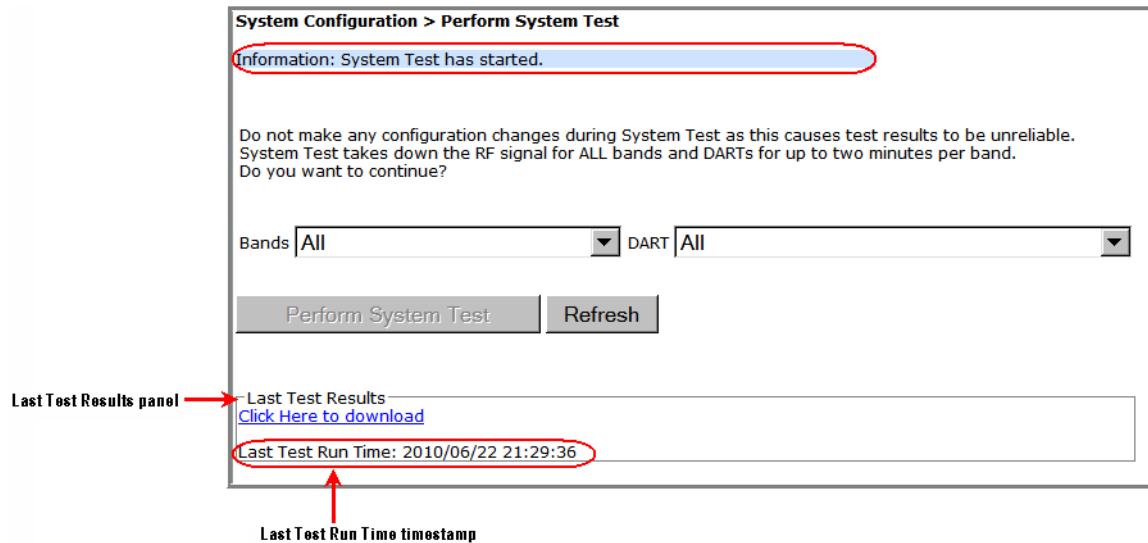 System Configuration > Perform System Test
Information: System Test has started.
Do not make any configuration changes during System Test as this causes test results to be unreliable.
System Test takes down the RF signal for ALL bands and DARTs for up to two minutes per band.
Do you want to continue?
Bands All DART All
Perform System Test Refresh
Last Test Results panel
Last Test Results
Click Here to download
Last Test Run Time: 2010/06/22 21:29:36
Last Test Run Time timestamp